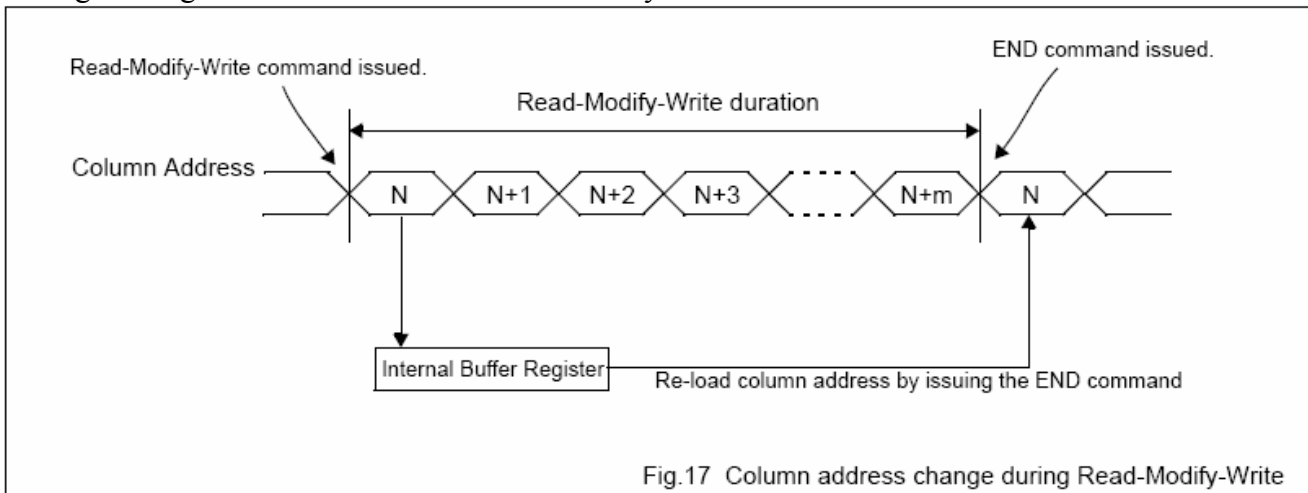 END command issued.
Read-Modify-Write command issued.
Read-Modify-Write duration
Column Address
N
N+1
N+2
N+3
N+m
N
Internal Buffer Register
Re-load column address by issuing the END command
Fig.17 Column address change during Read-Modify-Write